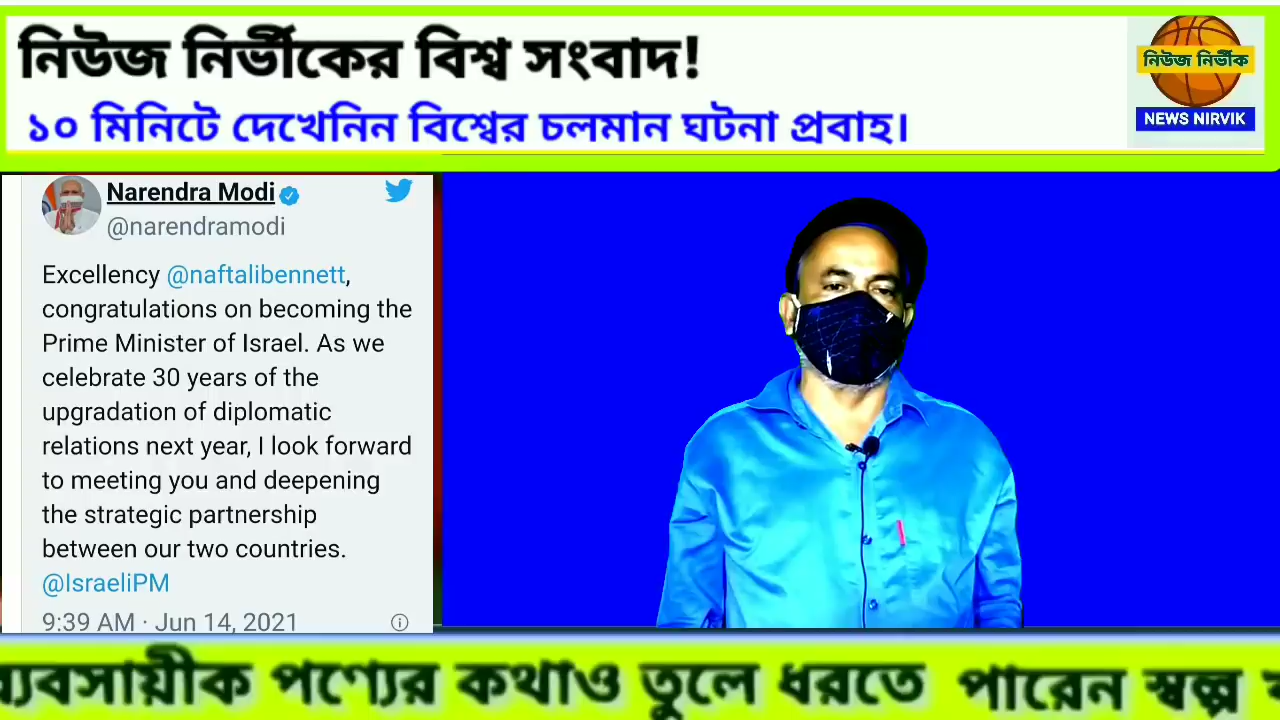 নিউজ নির্ভীকের বিশ্ব সংবাদ!
১০ মিনিটে দেখেনিন বিশ্বের চলমান ঘটনা প্রবাহ।
নিউজ নির্ভীক
NEWS NIRVIK
Narendra Modi
@narendramodi
Excellency @naftalibennett,
congratulations on becoming the
Prime Minister of Israel. As we
celebrate 30 years of the
upgradation of diplomatic
relations next year, I look forward
to meeting you and deepening
the strategic partnership
between our two countries.
@IsraeliPM
9:39 AM · Jun 14, 2021
ব্যবসায়ীক পণ্যের কথাও তুলে ধরতে পারেন স্বল্প